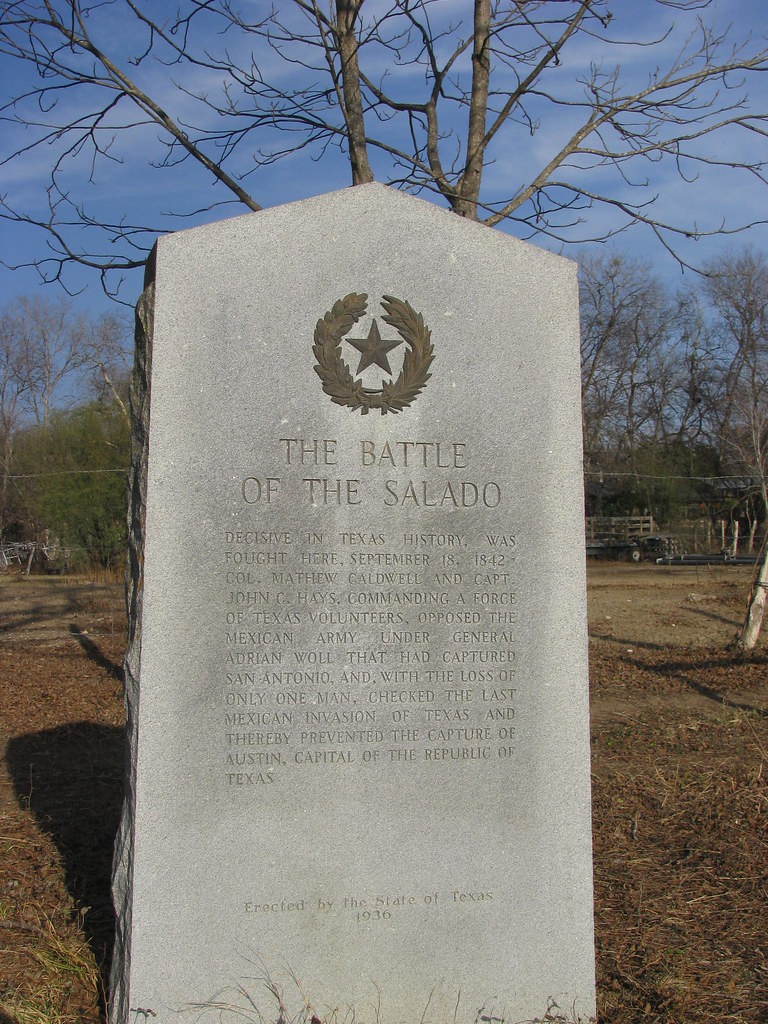 THE BATTLE
OF THE SALADO
DECISIVE IN TEXAS HISTORY, WAS
FOUGHT HERE, SEPTEMBER 18, 1842-
COL. MATHEW CALDWELL AND CAPT.
JOHN C. HAYS, COMMANDING A FORCE
OF TEXAS VOLUNTEERS, OPPOSED THE
MEXICAN ARMY UNDER GENERAL
ADRIAN WOLL THAT HAD CAPTURED
SAN ANTONIO, AND, WITH THE LOSS OF
ONLY ONE MAN, CHECKED THE LAST
MEXICAN INVASION OF TEXAS AND
THEREBY PREVENTED THE CAPTURE OF
AUSTIN, CAPITAL OF THE REPUBLIC OF
TEXAS
Erected by the State of Texas
1936